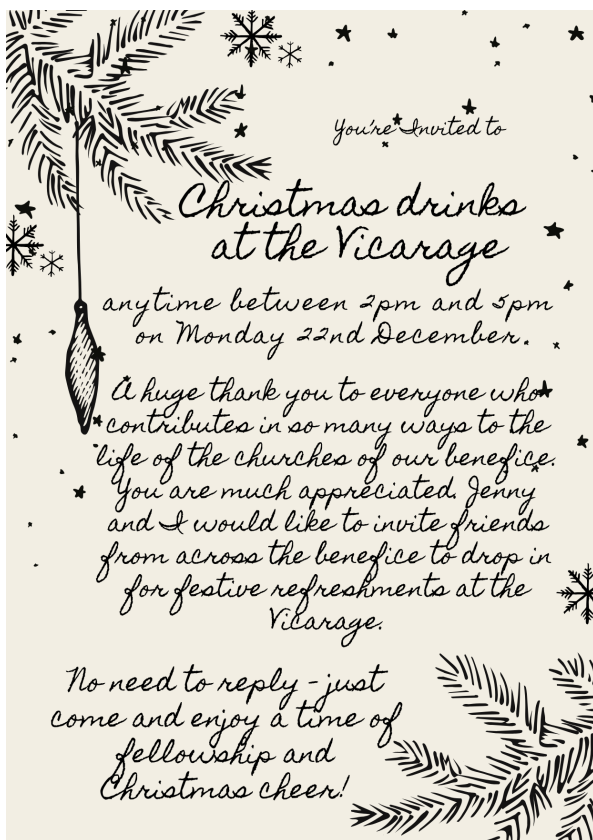 You're Invited to
Christmas drinks
at the Vicarage
anytime between 2pm and 5pm
on Monday 22nd December.
A huge thank you to everyone who
contributes in so many ways to the
life of the churches of our benefice.
You are much appreciated. Jenny
and I would like to invite friends
from across the benefice to drop in
for festive refreshments at the
Vicarage.
No need to reply - just
come and enjoy a time of
fellowship and
Christmas cheer!